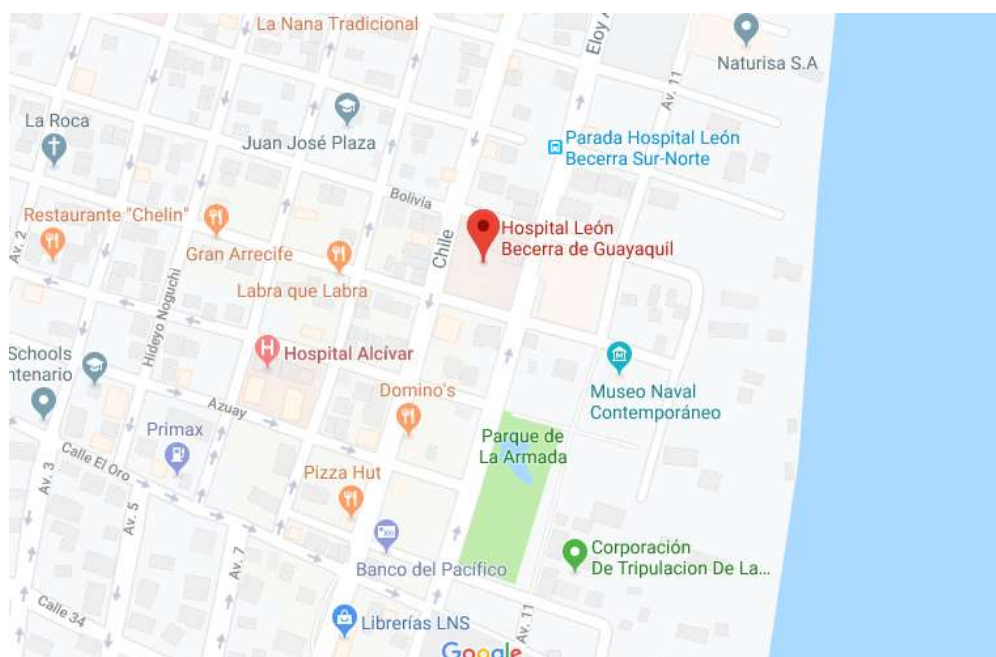 La Nana Tradicional
Eloy A
Naturisa S.A
Av. 11
La Roca
Juan José Plaza
Parada Hospital León
Becerra Sur-Norte
Bolivia
Restaurante "Chelin"
Av. 2
Gran Arrecife
Chile
Hospital León
Becerra de Guayaquil
Labra que Labra
Hideyo Noguchi
Schools
ntenario
Hospital Alcívar
Museo Naval
Contemporáneo
Domino's
Azuay
Primax
Parque de
La Armada
Calle El Oro
Av. 3
Pizza Hut
Av. 5
Av. 7
Banco del Pacífico
Corporación
De Tripulacion De La...
Calle 34
Librerías LNS
Av. 11
Google